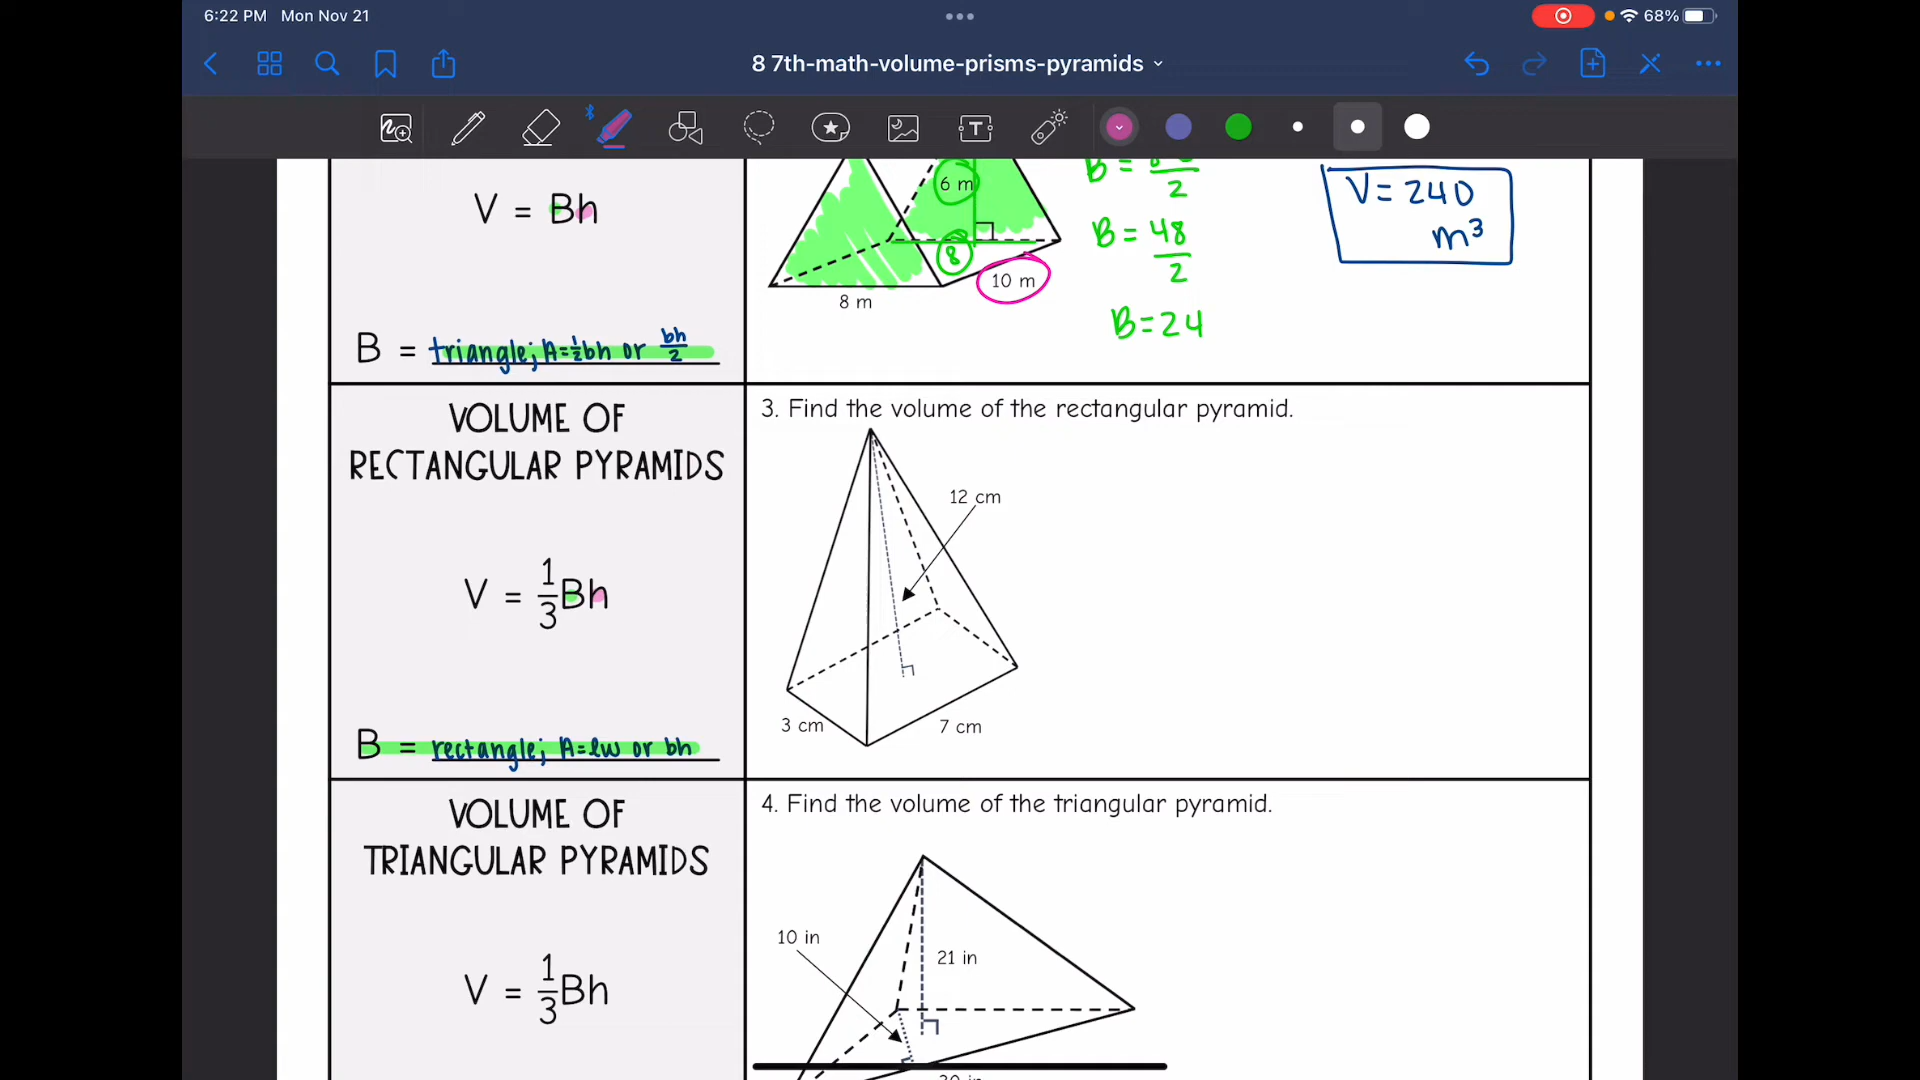 6:22 PM Mon Nov 21
68%
8 7th-math-volume-prisms-pyramids
V = Bh
B = triangle; A=½bh or bh/2
6 m
8
10 m
8 m
B =
2
B = 48/2
B=24
V= 240
m³
VOLUME OF
RECTANGULAR PYRAMIDS
V = 1/3 Bh
B = rectangle; A=lw or bh
3. Find the volume of the rectangular pyramid.
12 cm
3 cm
7 cm
VOLUME OF
TRIANGULAR PYRAMIDS
V = 1/3 Bh
4. Find the volume of the triangular pyramid.
10 in
21 in